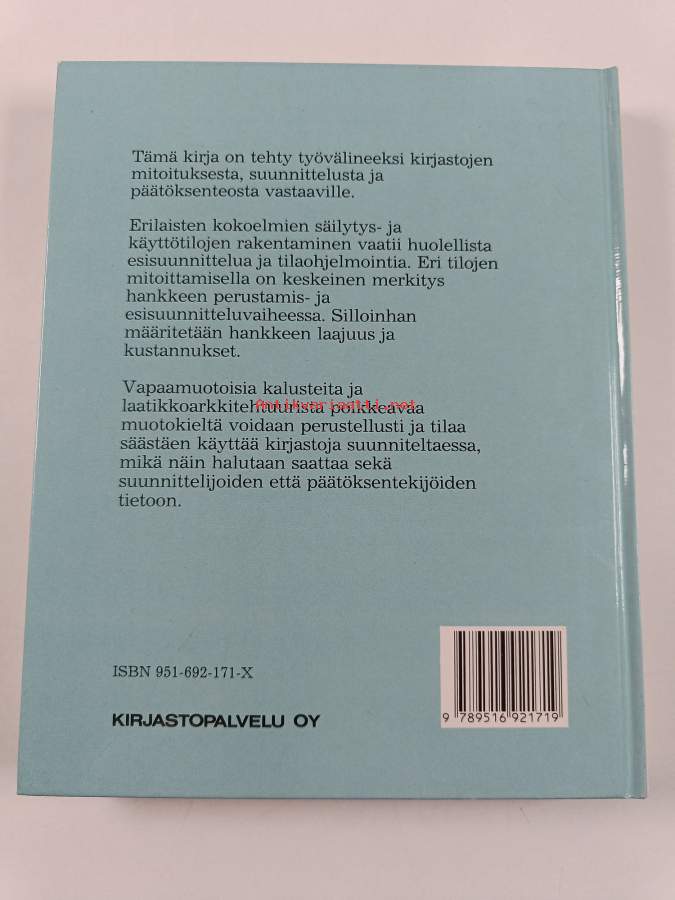 Tämä kirja on tehty työvälineeksi kirjastojen
mitoituksesta, suunnittelusta ja
päätöksenteosta vastaaville.
Erilaisten kokoelmien säilytys- ja
käyttötilojen rakentaminen vaatii huolellista
esisuunnittelua ja tilaohjelmointia. Eri tilojen
mitoittamisella on keskeinen merkitys
hankkeen perustamis- ja
esisuunnitteluvaiheessa. Silloinhan
määritetään hankkeen laajuus ja
kustannukset.
Vapaamuotoisia kalusteita ja
laatikkoarkkitehtuurista poikkeavaa
Antikvariaatti.net
muotokieltä voidaan perustellusti ja tilaa
säästäen käyttää kirjastoja suunniteltaessa,
mikä näin halutaan saattaa sekä
suunnittelijoiden että päätöksentekijöiden
tietoon.
ISBN 951-692-171-X
KIRJASTOPALVELU OY
9 789516 921719